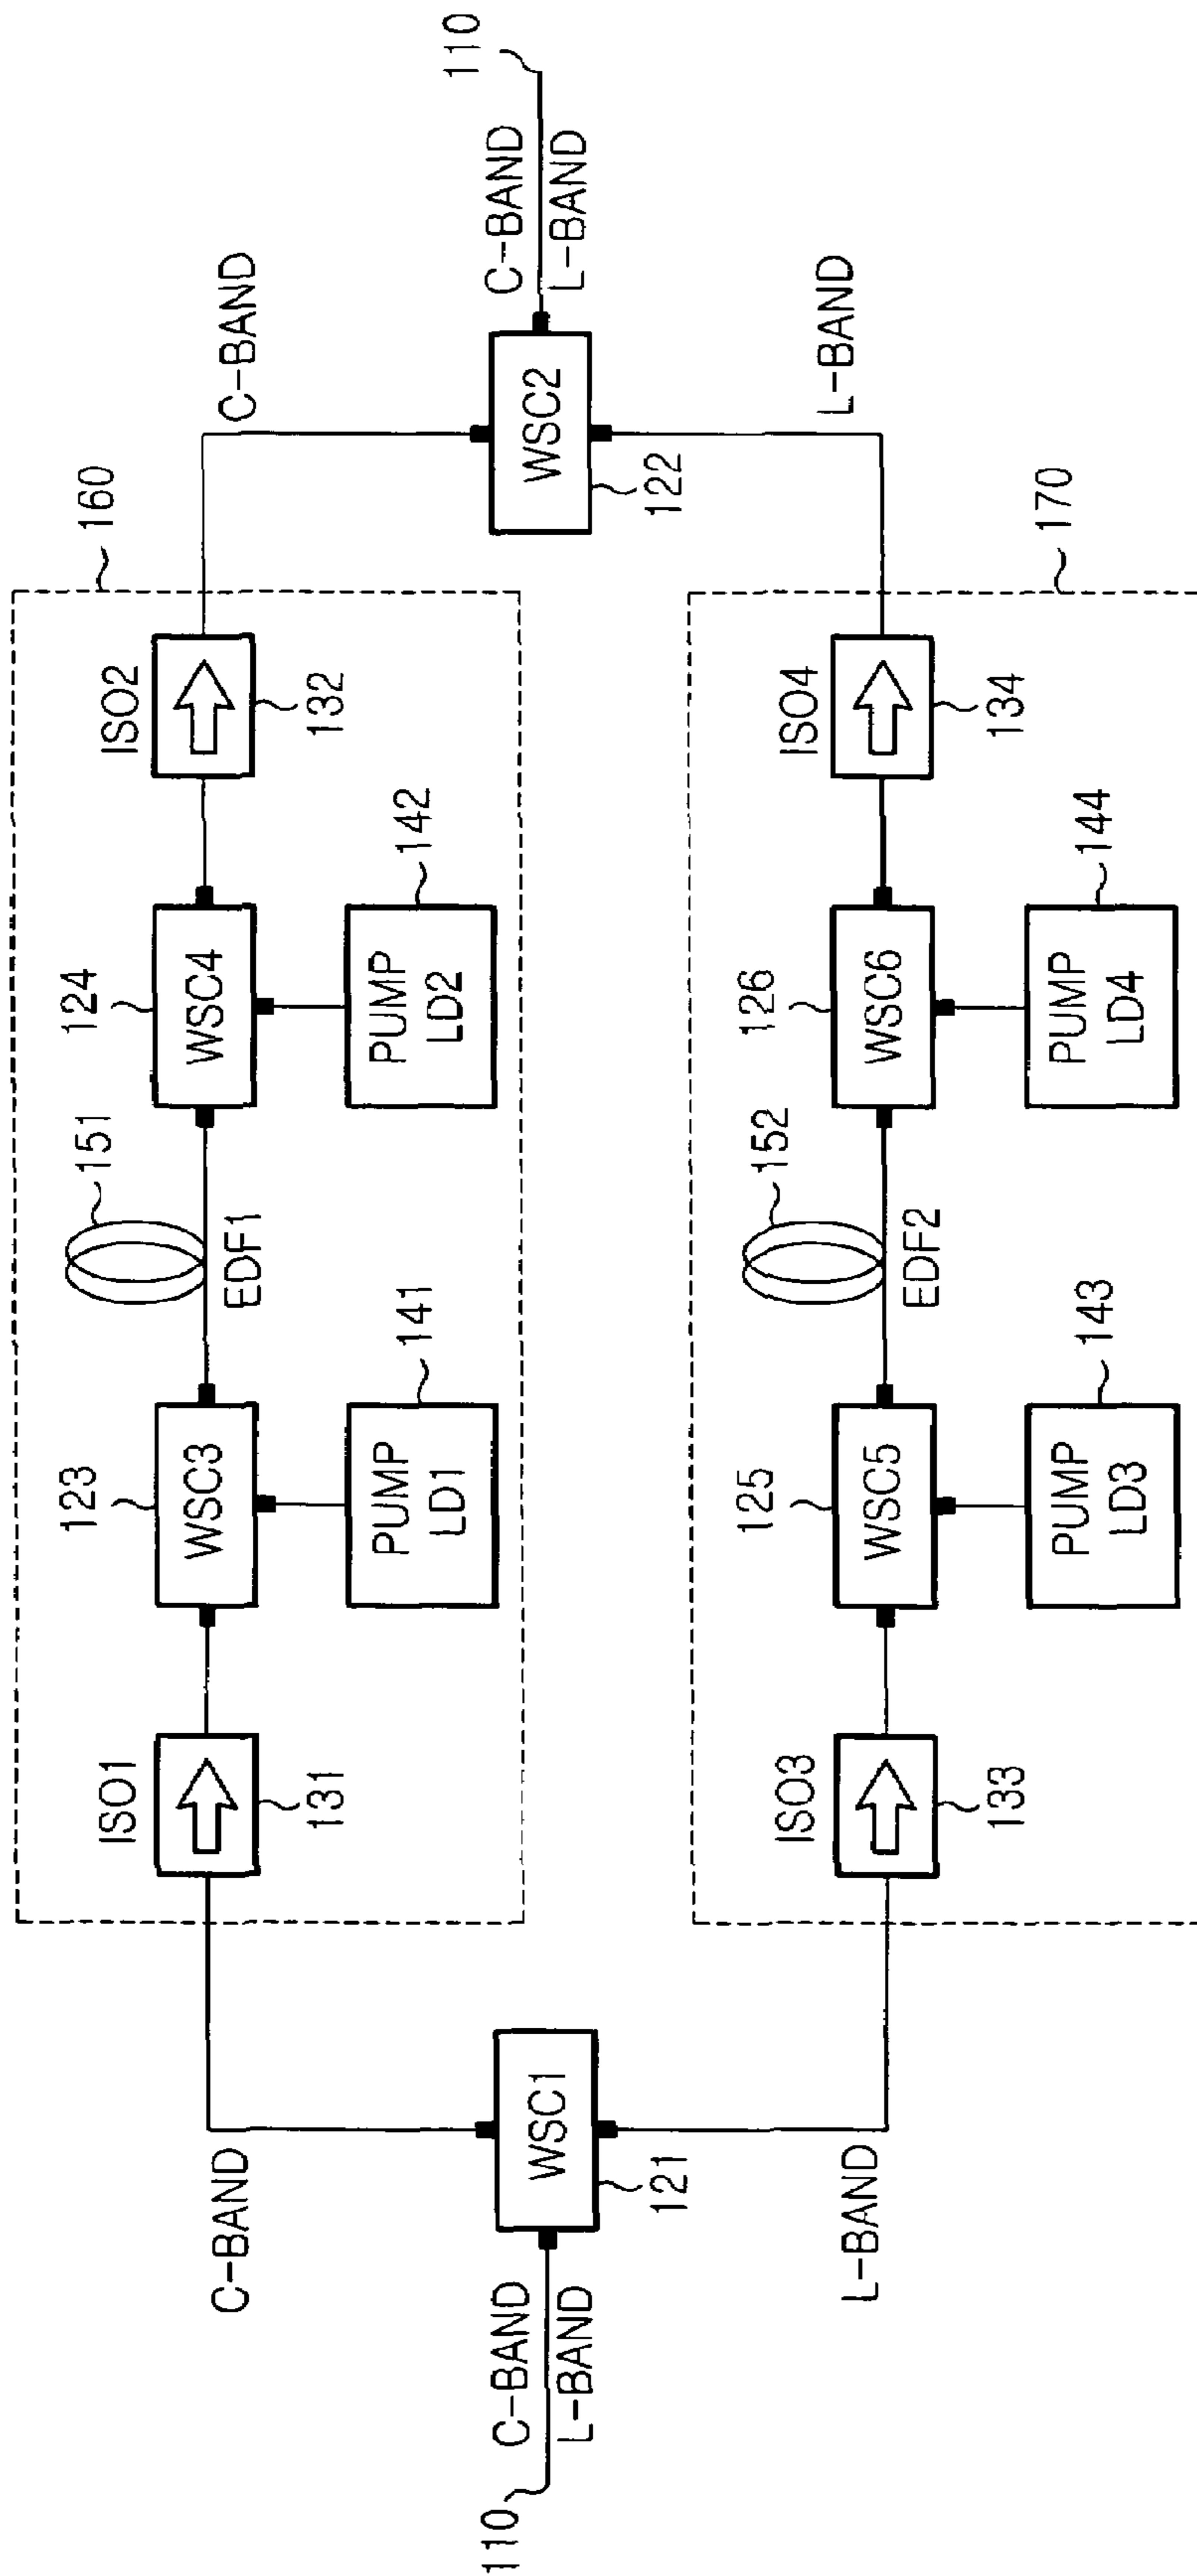 160
ISO1
131
123
WSC3
PUMP
LD1
141
151
EDF1
124
WSC4
PUMP
LD2
142
ISO2
132
C-BAND
C-BAND
110
C-BAND
L-BAND
WSC1
121
WSC2
122
C-BAND
L-BAND
110
L-BAND
L-BAND
170
ISO3
133
125
WSC5
PUMP
LD3
143
152
EDF2
126
WSC6
PUMP
LD4
144
ISO4
134